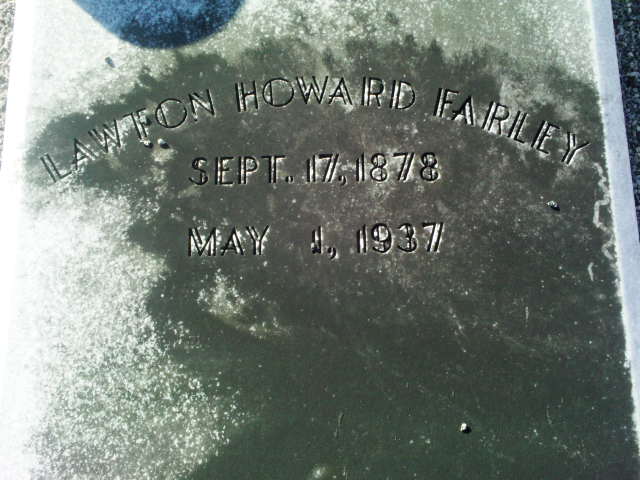 LAWTON HOWARD FARLEY
SEPT. 17, 1878
MAY 1, 1937